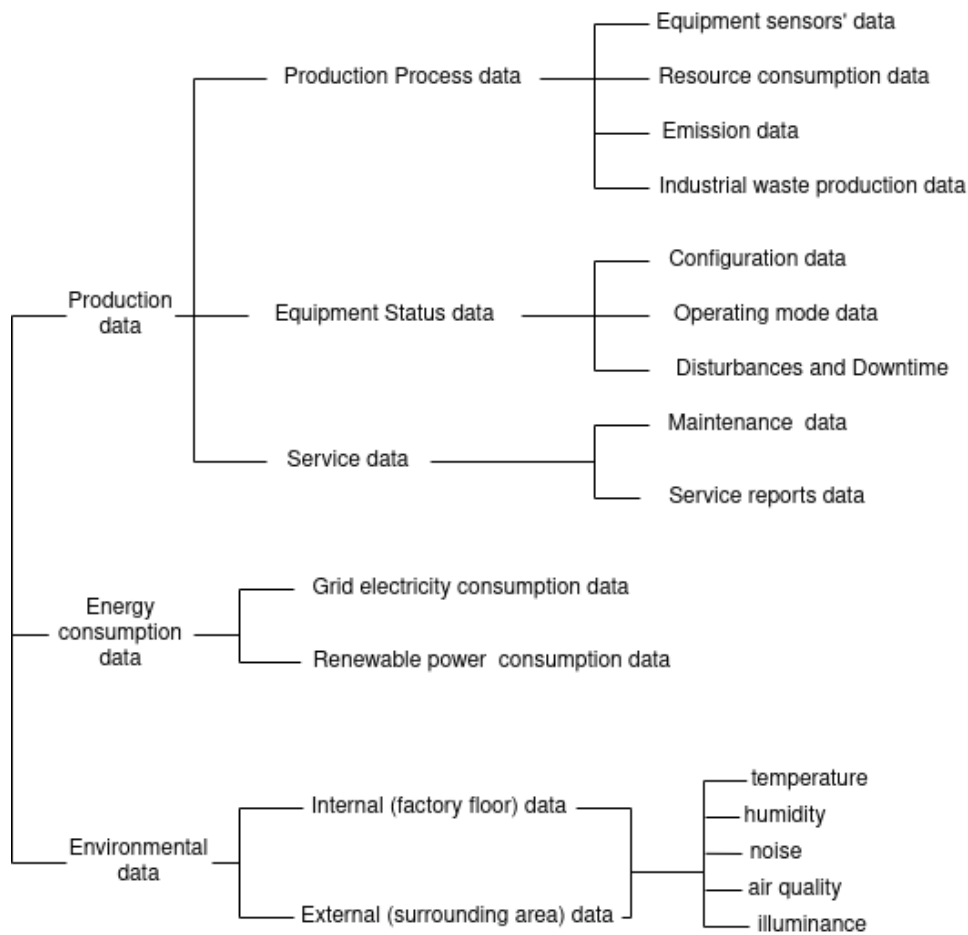 Equipment sensors' data
Production Process data
Resource consumption data
Emission data
Industrial waste production data
Configuration data
Production
data
Equipment Status data
Operating mode data
Disturbances and Downtime
Maintenance data
Service data
Service reports data
Grid electricity consumption data
Energy
consumption
data
Renewable power consumption data
temperature
Internal (factory floor) data
humidity
Environmental
data
noise
air quality
External (surrounding area) data
illuminance